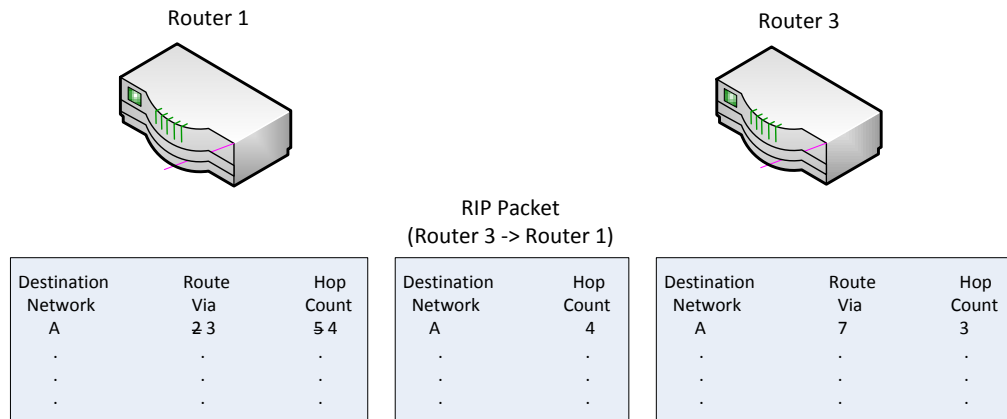 Router 1
Router 3
RIP Packet
(Router 3 -> Router 1)
Destination Network Route Via Hop Count
A 2 3 5 4
. . .
. . .
. . .
Destination Network Hop Count
A 4
. .
. .
. .
Destination Network Route Via Hop Count
A 7 3
. . .
. . .
. . .